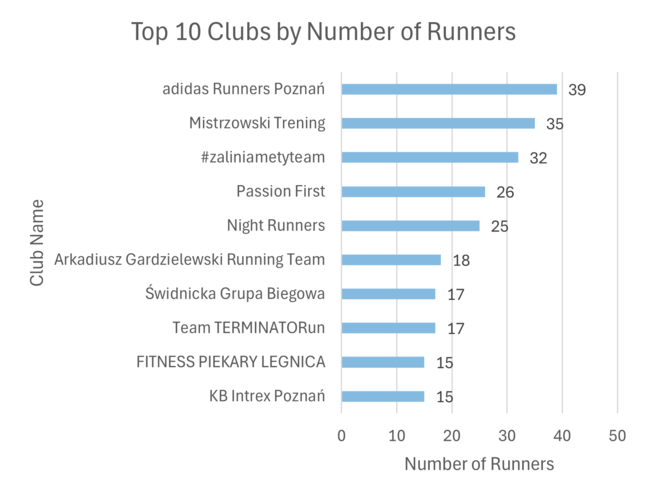 Top 10 Clubs by Number of Runners
Club Name
adidas Runners Poznań 39
Mistrzowski Trening 35
#zaliniametyteam 32
Passion First 26
Night Runners 25
Arkadiusz Gardzielewski Running Team 18
Świdnicka Grupa Biegowa 17
Team TERMINATORun 17
FITNESS PIEKARY LEGNICA 15
KB Intrex Poznań 15
0 10 20 30 40 50
Number of Runners